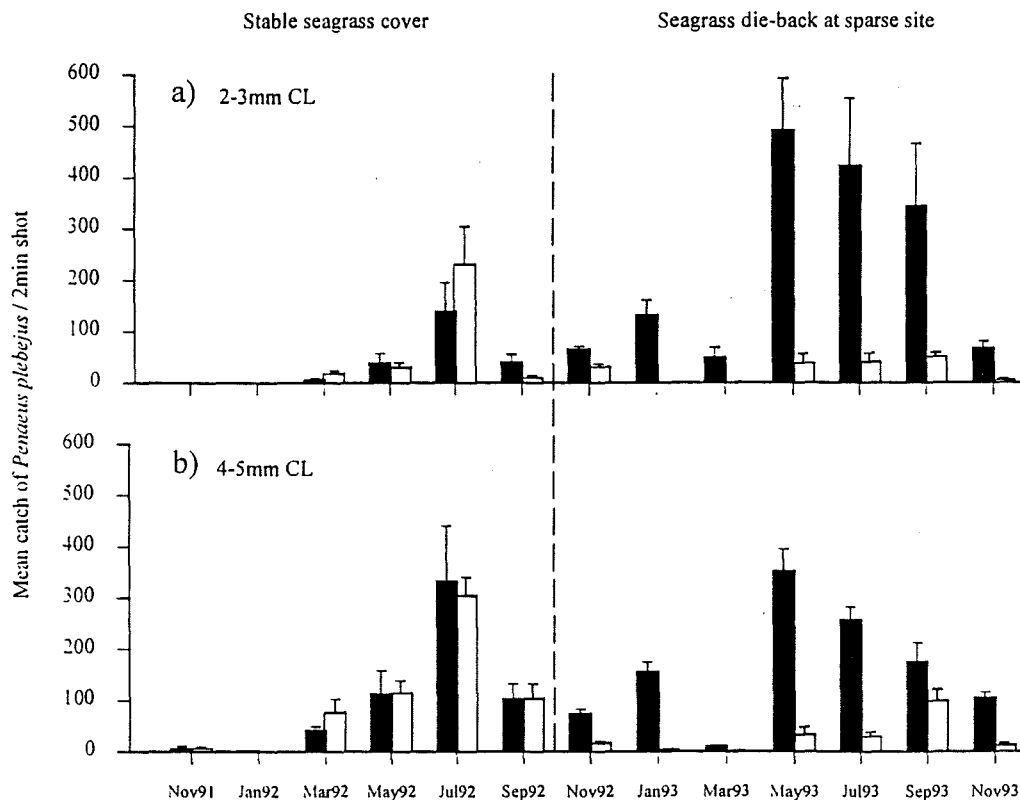 Stable seagrass cover
Seagrass die-back at sparse site
Mean catch of Penaeus plebejus / 2min shot
a) 2-3mm CL
600
500
400
300
200
100
0
b) 4-5mm CL
600
500
400
300
200
100
0
Nov91 Jan92 Mar92 May92 Jul92 Sep92 Nov92 Jan93 Mar93 May93 Jul93 Sep93 Nov93